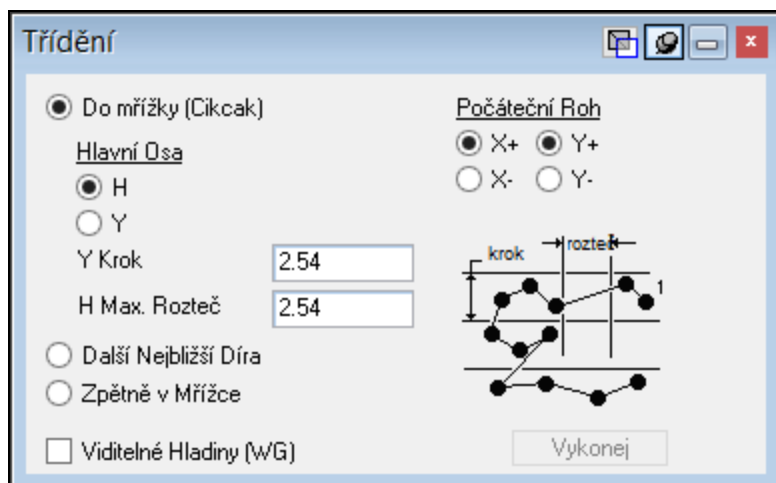 Třídění
Do mřížky (Cikcak)
Hlavní Osa
H
Y
Y Krok 2.54
H Max. Rozteč 2.54
Další Nejbližší Díra
Zpětně v Mřížce
Viditelné Hladiny (WG)
Počáteční Roh
X+ Y+
X- Y-
krok rozteč
1
Vykonej